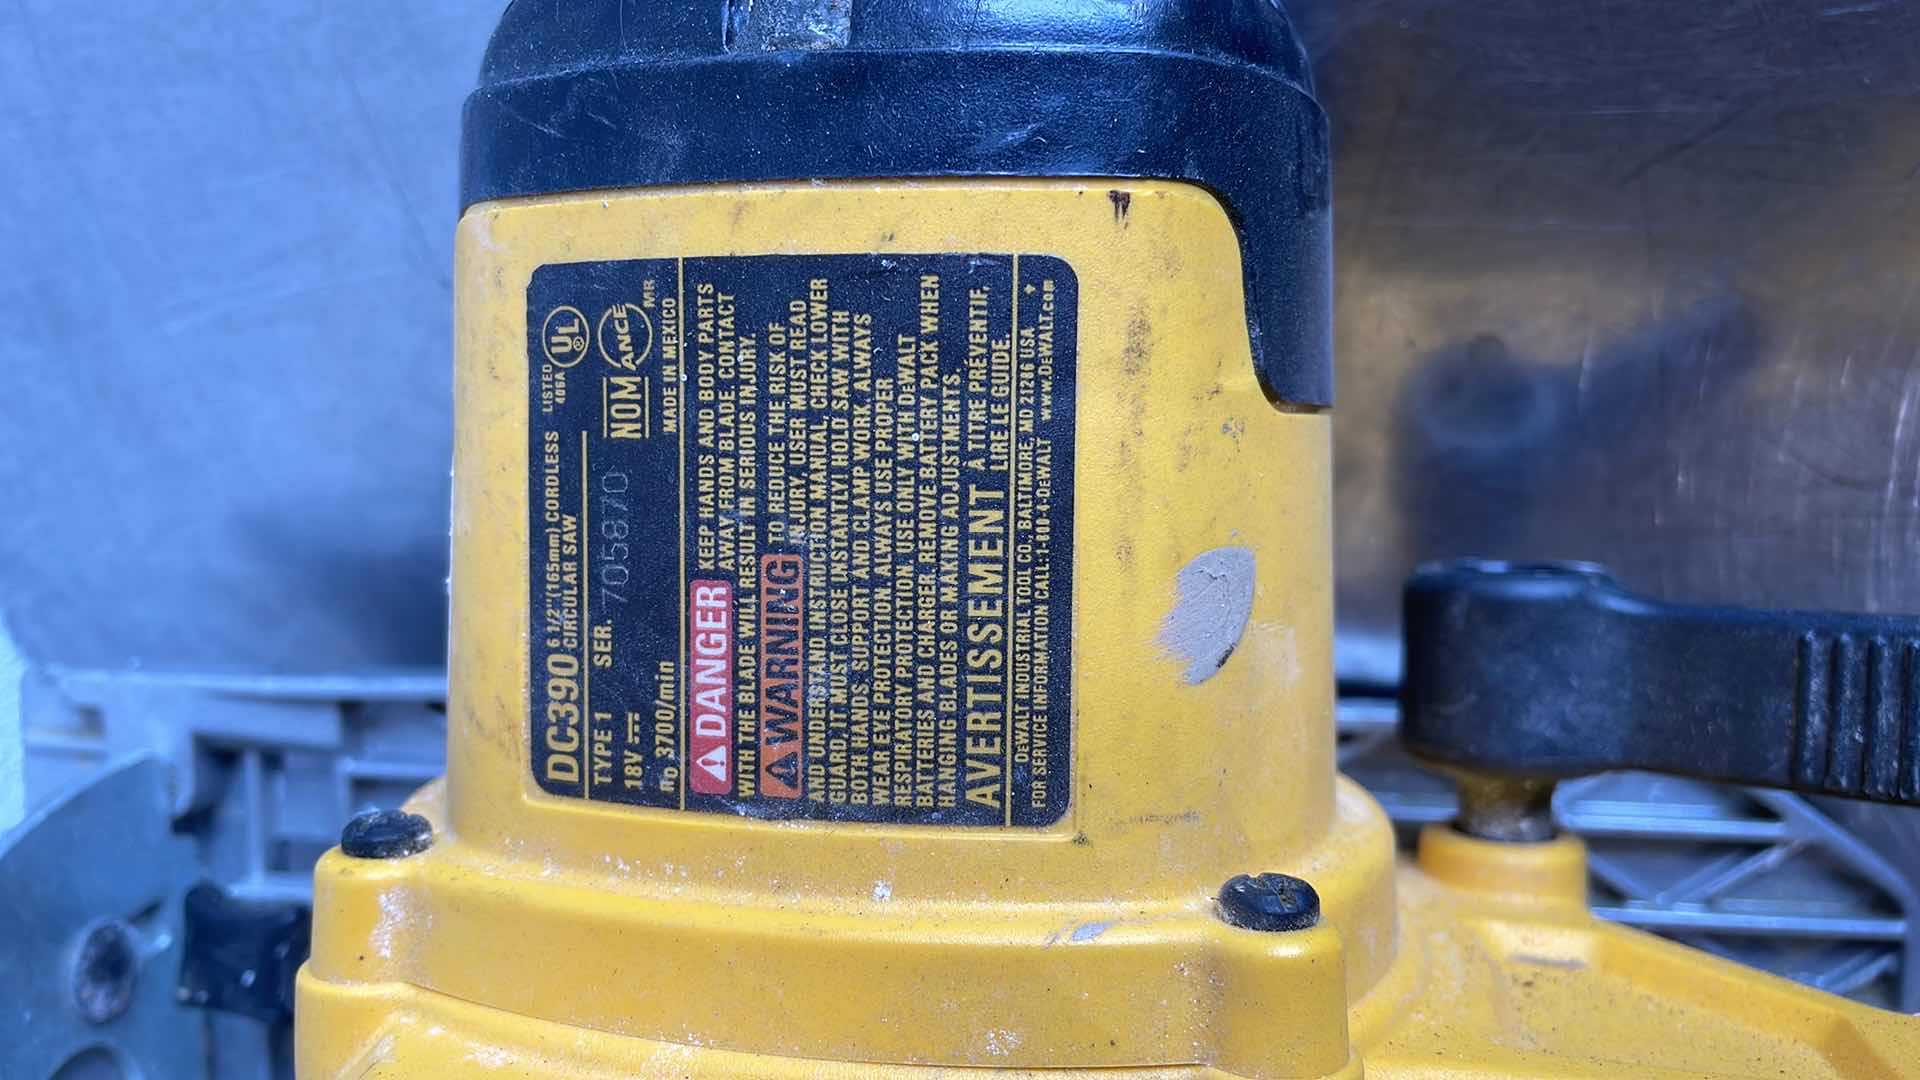 DC390 6 1/2"(165mm) CORDLESS
CIRCULAR SAW
LISTED
406A
UL
®
TYPE 1 SER. 705870
18V
NOM ANCE MR
no 3700/min
MADE IN MEXICO
DANGER KEEP HANDS AND BODY PARTS
AWAY FROM BLADE. CONTACT
WITH THE BLADE WILL RESULT IN SERIOUS INJURY.
WARNING TO REDUCE THE RISK OF
INJURY, USER MUST READ
AND UNDERSTAND INSTRUCTION MANUAL, CHECK LOWER
GUARD, IT MUST CLOSE INSTANTLY! HOLD SAW WITH
BOTH HANDS. SUPPORT AND CLAMP WORK. ALWAYS
WEAR EYE PROTECTION. ALWAYS USE PROPER
RESPIRATORY PROTECTION. USE ONLY WITH DEWALT
BATTERIES AND CHARGER. REMOVE BATTERY PACK WHEN
HANGING BLADES OR MAKING ADJUSTMENTS.
AVERTISSEMENT À TITRE PRÉVENTIF,
LIRE LE GUIDE.
DEWALT INDUSTRIAL TOOL CO., BALTIMORE, MD 21286 USA
FOR SERVICE INFORMATION CALL: 1-800-4-DEWALT www.DEWALT.com